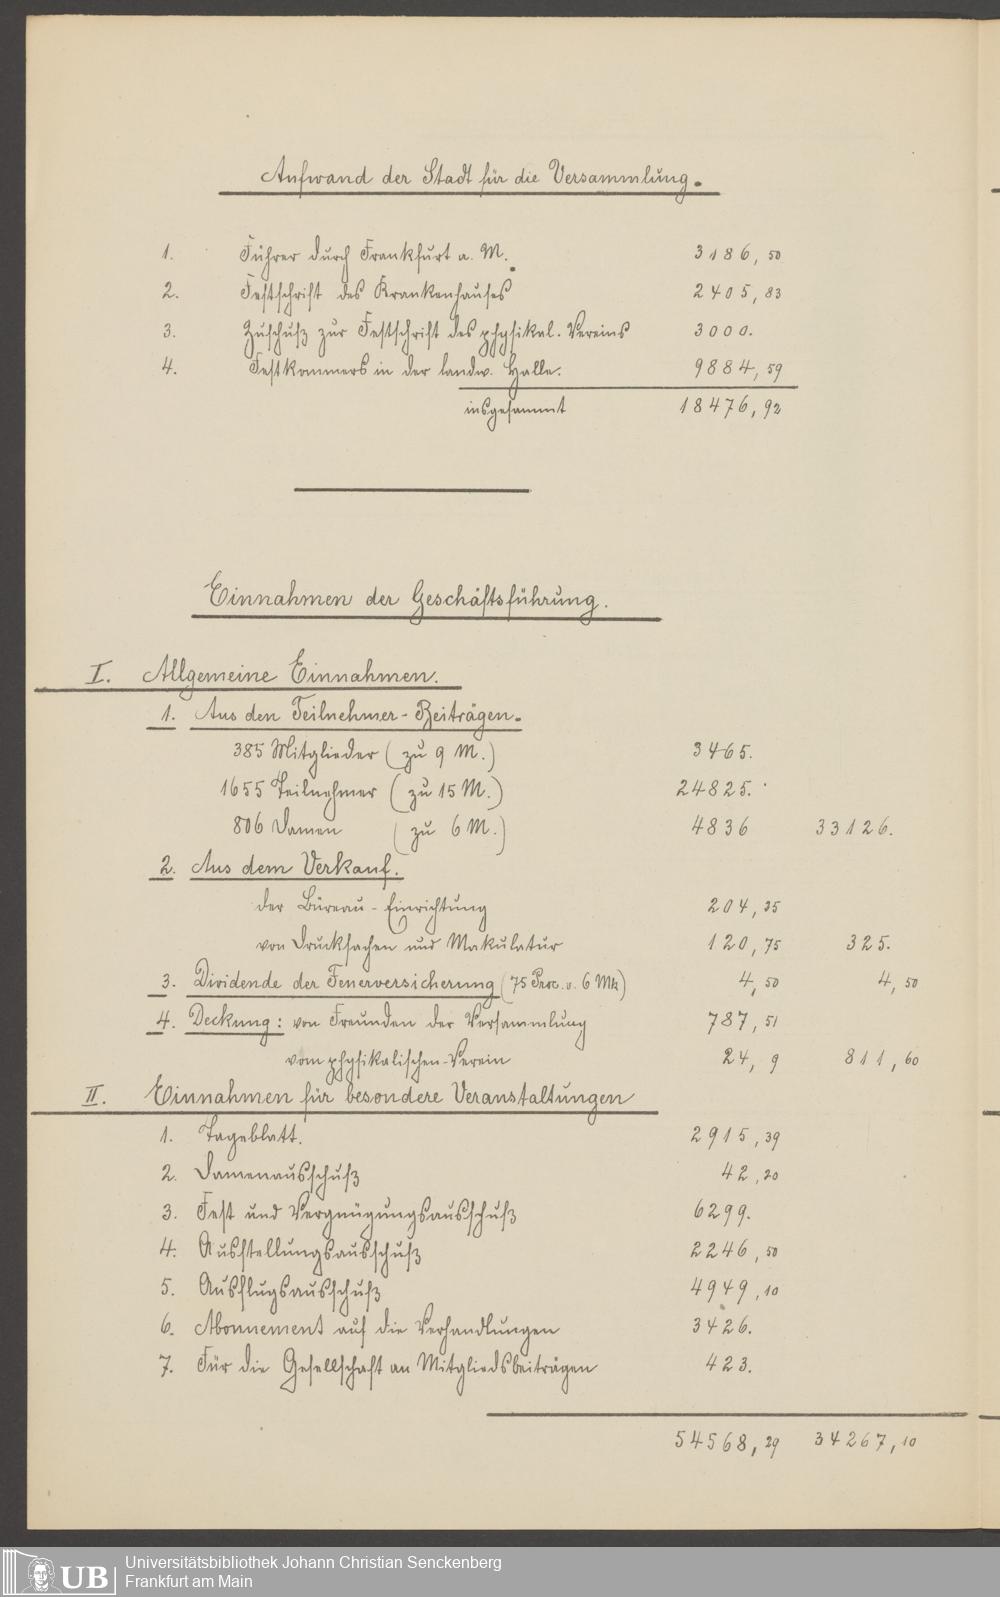 Aufwand der Stadt für die Versammlung.
1. Führer durch Frankfurt a. M. 3186,50
2. Festschrift des Krankenhauses 2405,83
3. Zuschuß zur Festschrift des physikal. Vereins 3000.
4. Festkommers in der landw. Halle. 9884,59
insgesammt 18476,92
Einnahmen der Geschäftsführung.
I. Allgemeine Einnahmen.
1. Aus den Teilnehmer-Beiträgen.
385 Mitglieder (zu 9 M.) 3465.
1655 Teilnehmer (zu 15 M.) 24825.
806 Damen (zu 6 M.) 4836 33126.
2. Aus dem Verkauf.
der Büreau-Einrichtung 204,25
von Drucksachen und Makulatur 120,75 325.
3. Dividende der Feuerversicherung (75 Proc. v. 6 Mk) 4,50 4,50
4. Deckung: von Freunden der Versammlung 787,51
vom physikalischen-Verein 24,9 811,60
II. Einnahmen für besondere Veranstaltungen
1. Tageblatt. 2915,39
2. Damenausschuß 42,20
3. Fest und Vergnügungsausschuß 6299.
4. Ausstellungsausschuß 2246,50
5. Ausflugsausschuß 4949,10
6. Abonnement auf die Verhandlungen 3426.
7. Für die Gesellschaft an Mitgliedsbeiträgen 423.
54568,29 34267,10
UB
Universitätsbibliothek Johann Christian Senckenberg
Frankfurt am Main